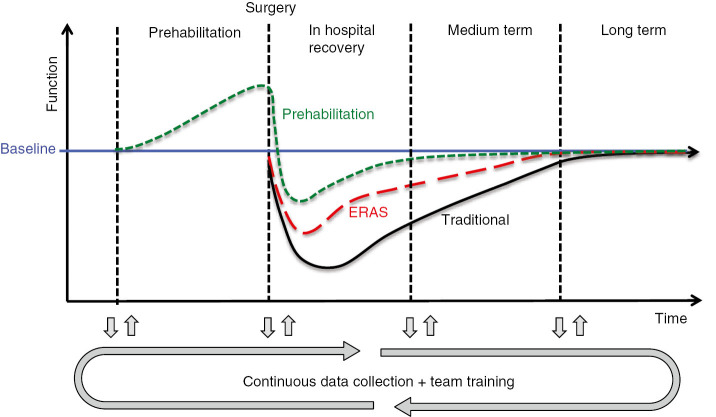 Surgery
Prehabilitation
In hospital
recovery
Medium term
Long term
Function
Prehabilitation
Baseline
ERAS
Traditional
Time
Continuous data collection + team training